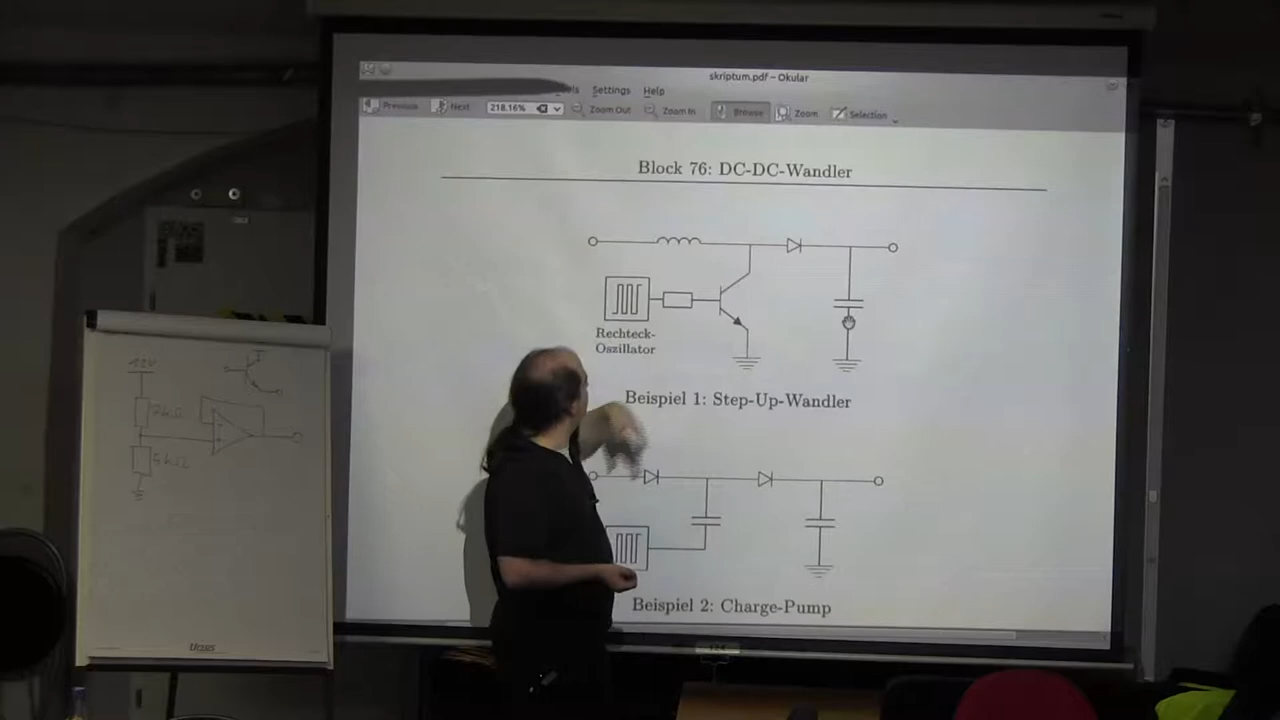 skriptum.pdf – Okular
Settings Help
Previous Next 218.16% Zoom Out Zoom In Browse Zoom Selection
Block 76: DC-DC-Wandler
Rechteck-
Oszillator
Beispiel 1: Step-Up-Wandler
Beispiel 2: Charge-Pump
12V